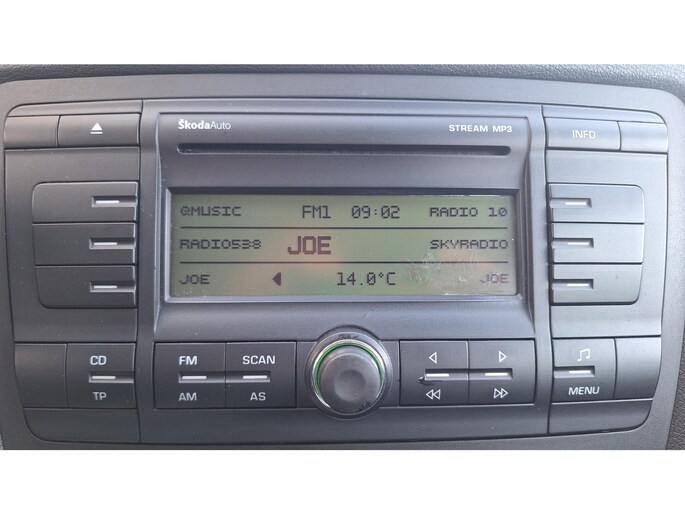 ŠkodaAuto STREAM MP3 INFO
QMUSIC FM1 09:02 RADIO 10
RADIO538 JOE SKYRADIO
JOE 14.0°C JOE
CD FM SCAN
TP AM AS MENU